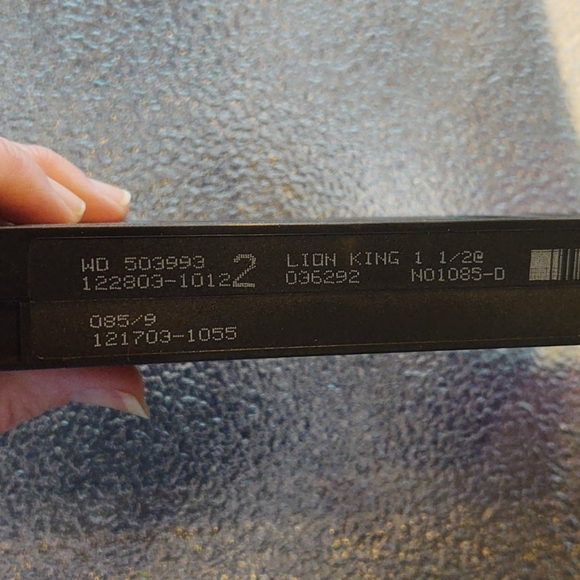 WD 503993 2 LION KING 1 1/2@
122803-1012 036292 N01085-D
085/9
121703-1055